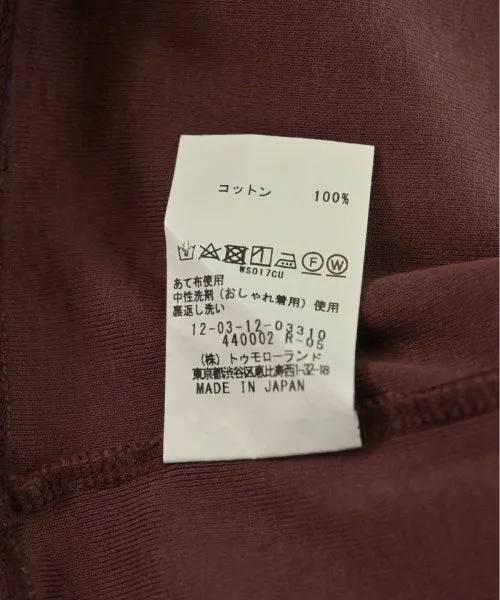 コットン 100%
WS017CU
あて布使用
中性洗剤(おしゃれ着用)使用
裏返し洗い
12-03-12-03310
440002 R-05
(株)トゥモローランド
東京都渋谷区恵比寿西1-32-18
MADE IN JAPAN